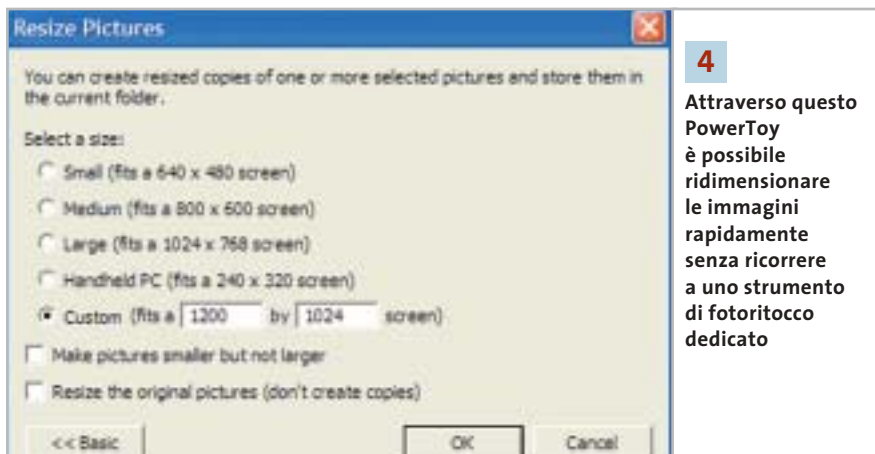 Resize Pictures
You can create resized copies of one or more selected pictures and store them in
the current folder.
Select a size:
Small (fits a 640 x 480 screen)
Medium (fits a 800 x 600 screen)
Large (fits a 1024 x 768 screen)
Handheld PC (fits a 240 x 320 screen)
Custom (fits a 1200 by 1024 screen)
Make pictures smaller but not larger
Resize the original pictures (don't create copies)
<< Basic OK Cancel
4
Attraverso questo
PowerToy
è possibile
ridimensionare
le immagini
rapidamente
senza ricorrere
a uno strumento
di fotoritocco
dedicato